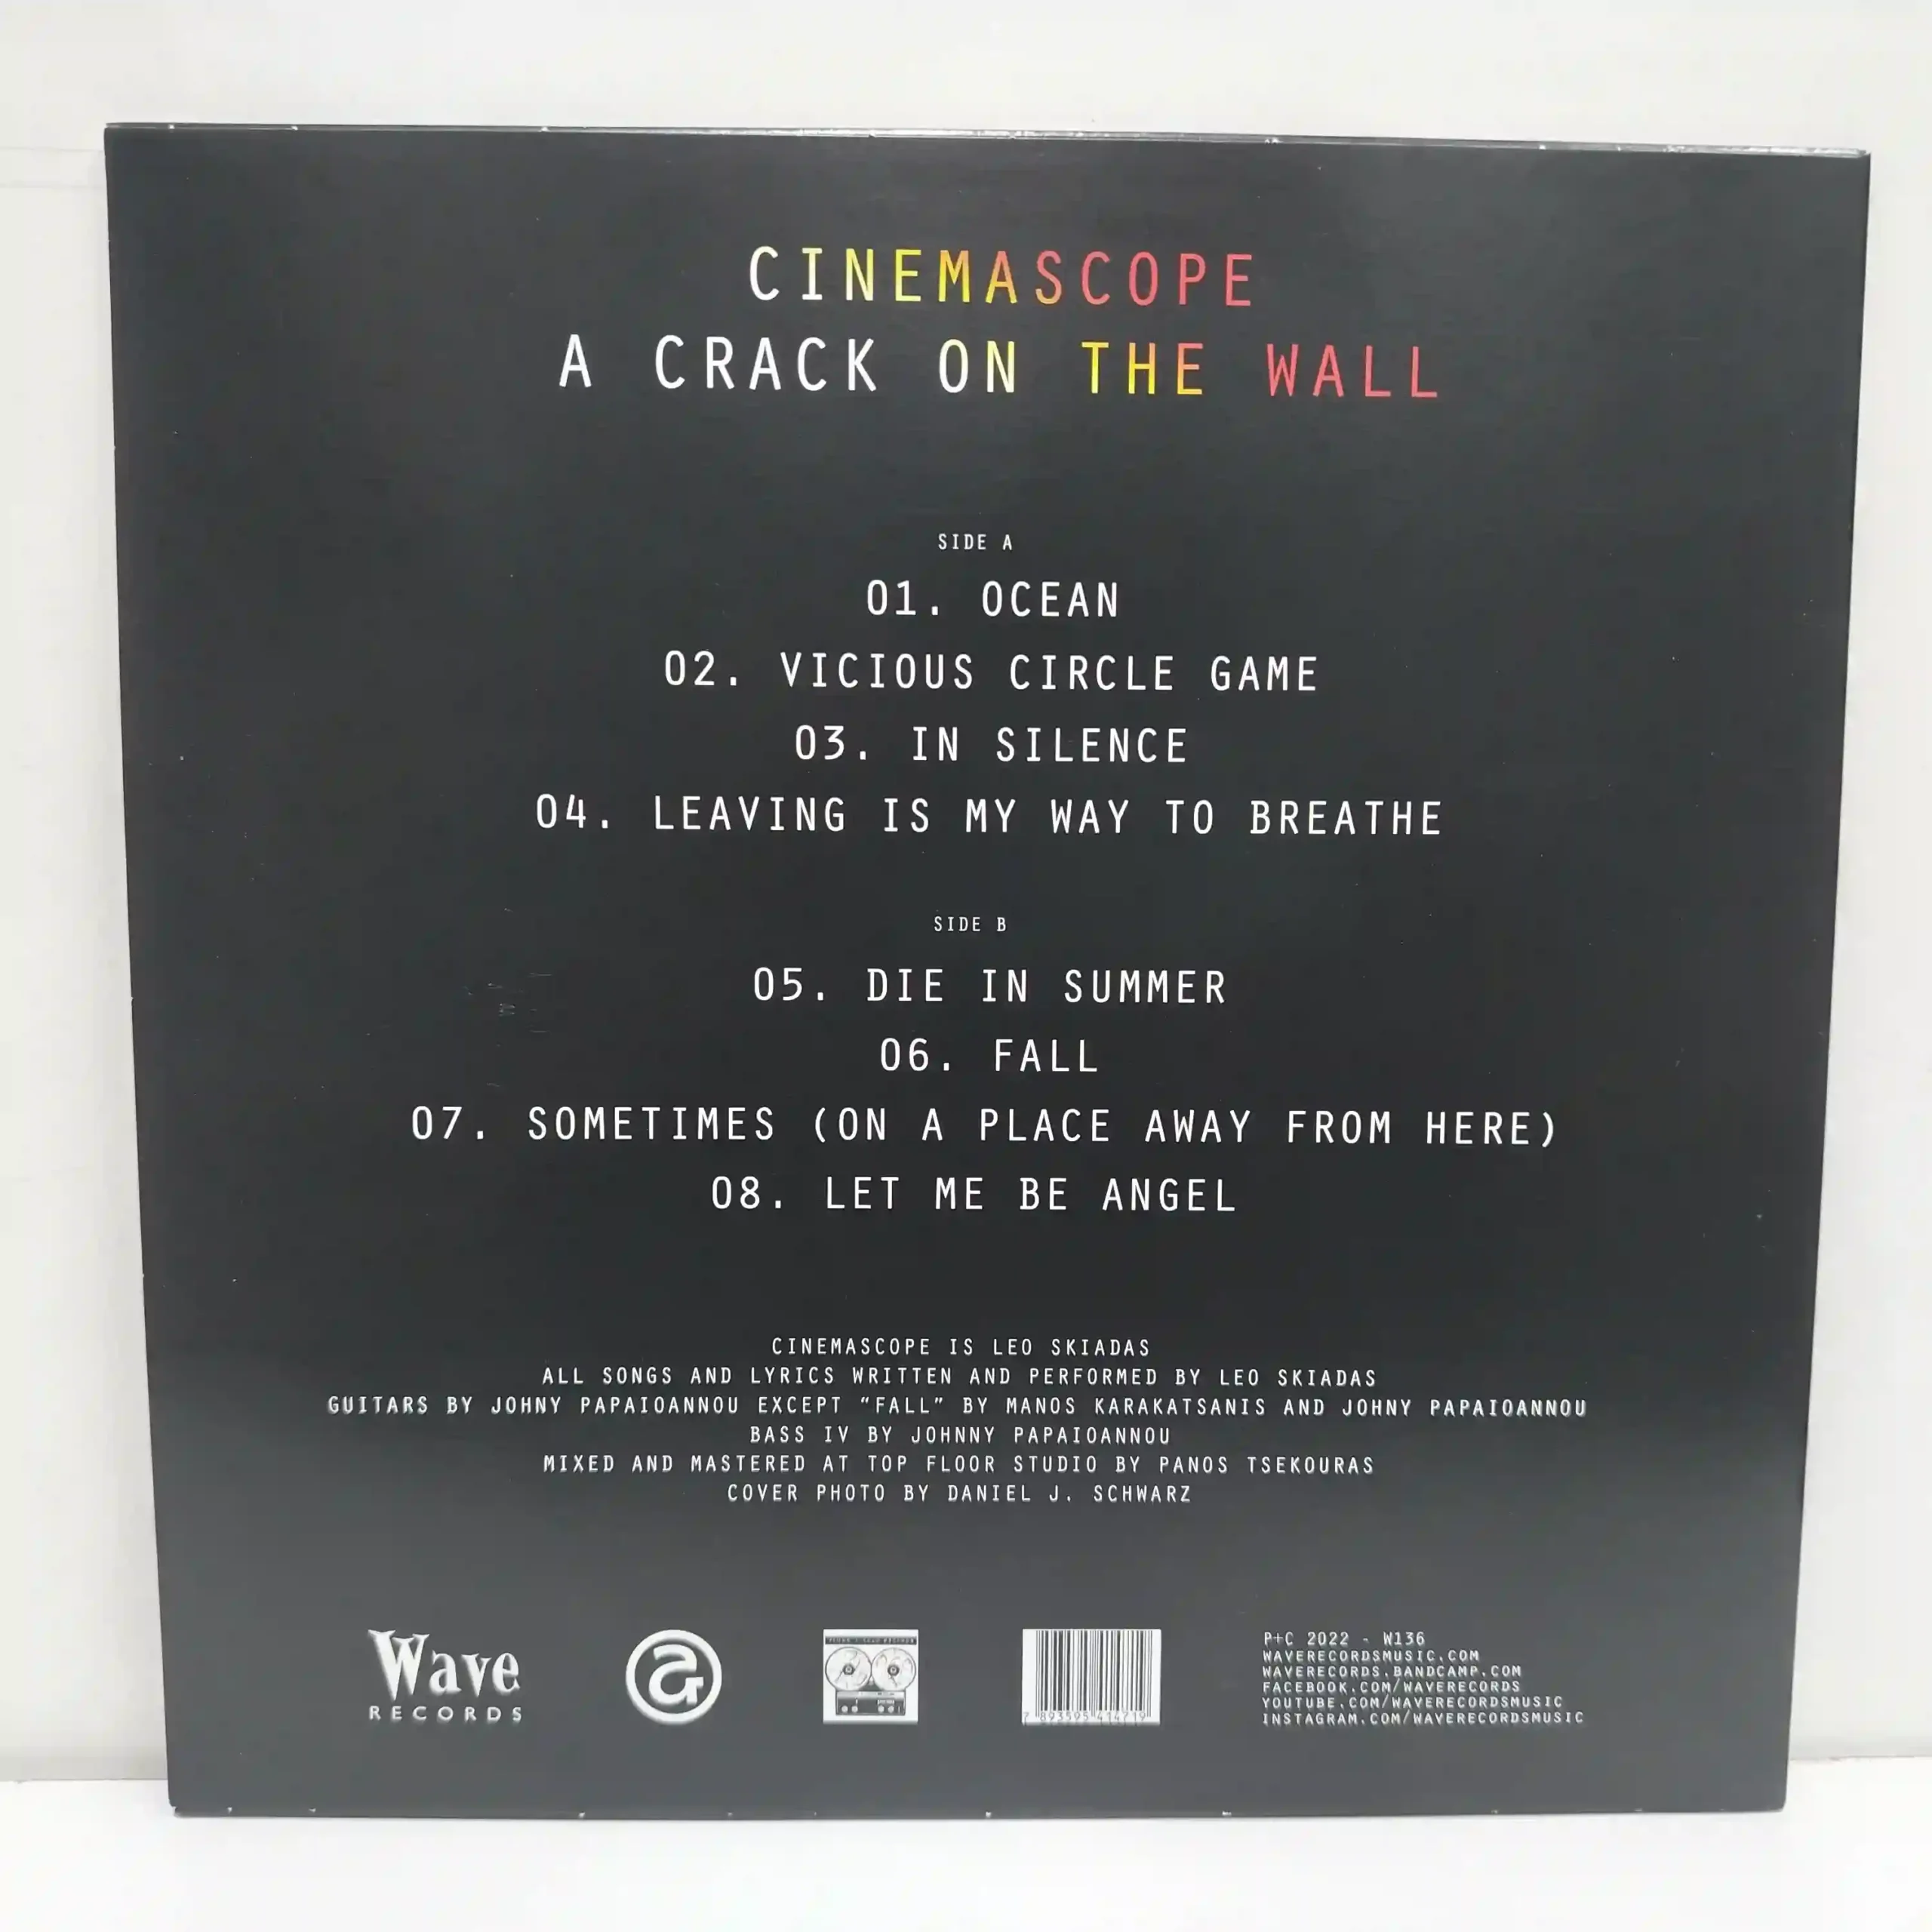 CINEMASCOPE
A CRACK ON THE WALL
SIDE A
01. OCEAN
02. VICIOUS CIRCLE GAME
03. IN SILENCE
04. LEAVING IS MY WAY TO BREATHE
SIDE B
05. DIE IN SUMMER
06. FALL
07. SOMETIMES (ON A PLACE AWAY FROM HERE)
08. LET ME BE ANGEL
CINEMASCOPE IS LEO SKIADAS
ALL SONGS AND LYRICS WRITTEN AND PERFORMED BY LEO SKIADAS
GUITARS BY JOHNY PAPAIOANNOU EXCEPT “FALL” BY MANOS KARAKATSANIS AND JOHNY PAPAIOANNOU
BASS IV BY JOHNNY PAPAIOANNOU
MIXED AND MASTERED AT TOP FLOOR STUDIO BY PANOS TSEKOURAS
COVER PHOTO BY DANIEL J. SCHWARZ
Wave
RECORDS
a
P+C 2022 - W136
WAVERECORDSMUSIC.COM
WAVERECORDS.BANDCAMP.COM
FACEBOOK.COM/WAVERECORDS
YOUTUBE.COM/WAVERECORDSMUSIC
INSTAGRAM.COM/WAVERECORDSMUSIC